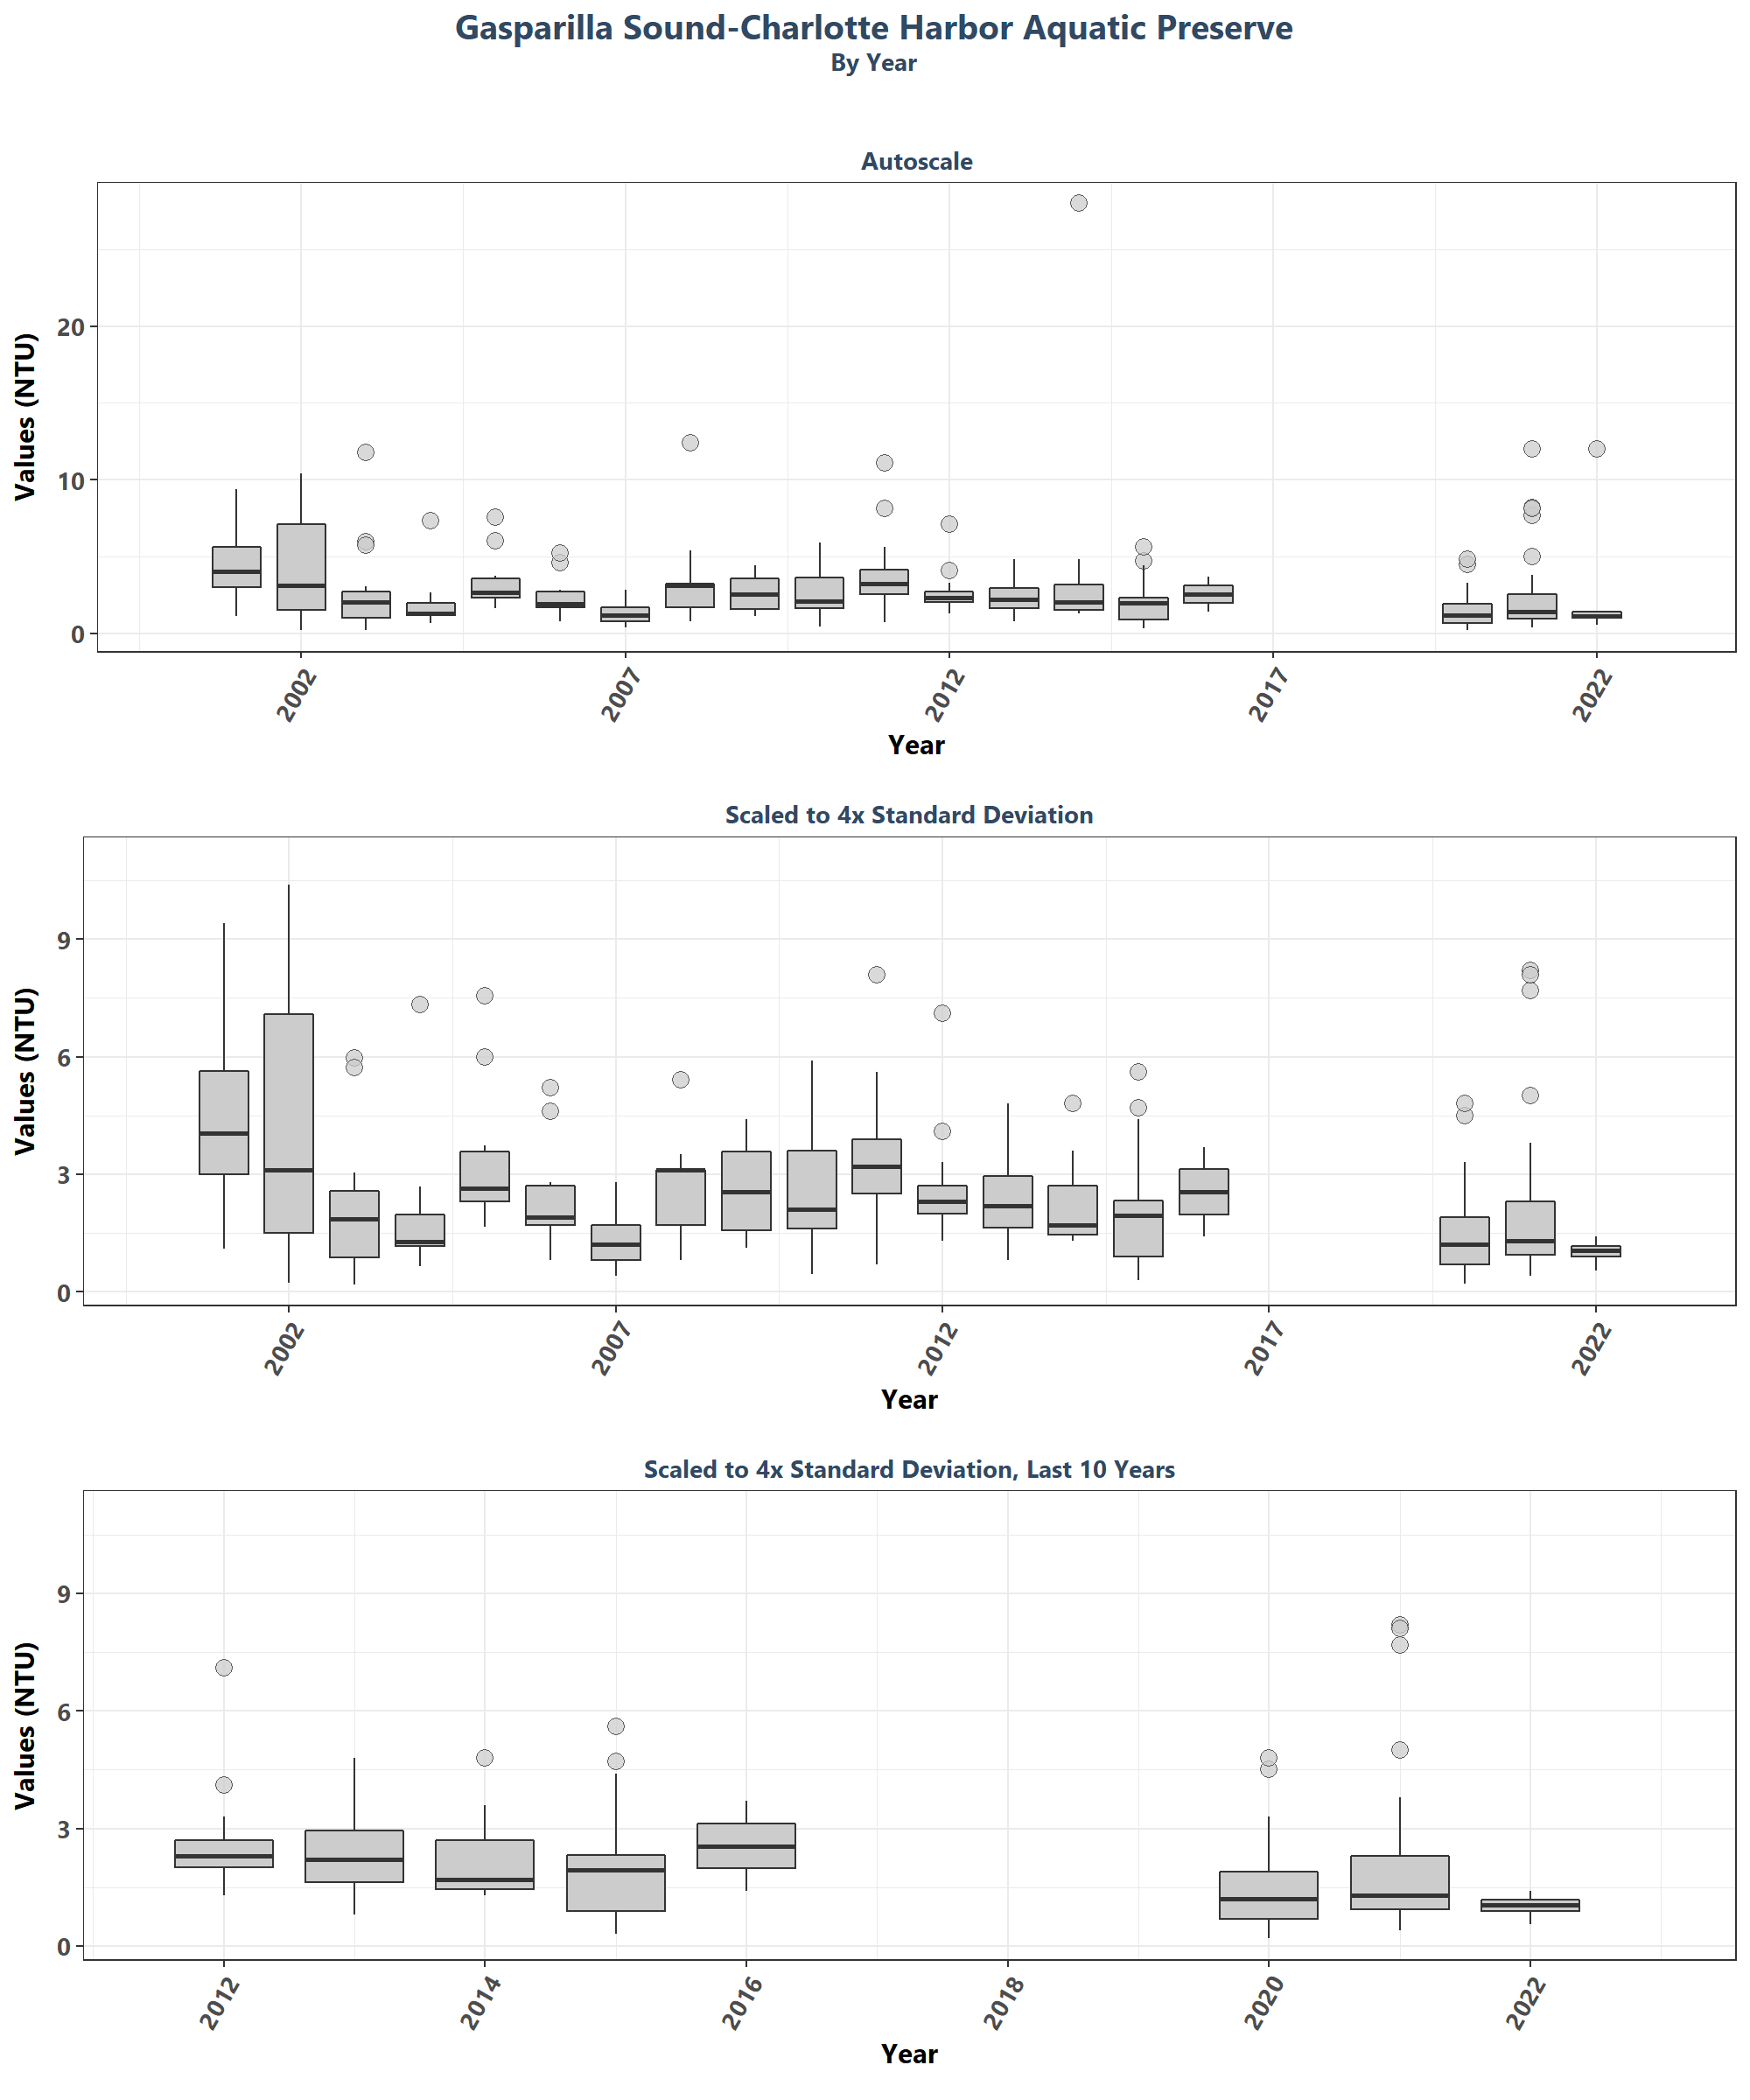 Gasparilla Sound-Charlotte Harbor Aquatic Preserve
By Year
Autoscale
Values (NTU)
20
10
0
2002
2007
2012
2017
2022
Year
Scaled to 4x Standard Deviation
Values (NTU)
9
6
3
0
2002
2007
2012
2017
2022
Year
Scaled to 4x Standard Deviation, Last 10 Years
Values (NTU)
9
6
3
0
2012
2014
2016
2018
2020
2022
Year